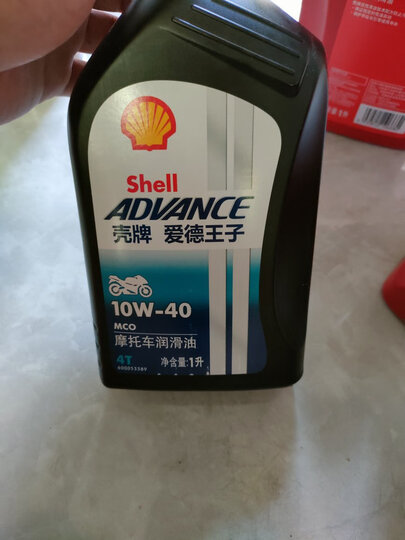 Shell
ADVANCE
壳牌 爱德王子
10W-40
MCO
摩托车润滑油
4T 净含量:1升
600053589